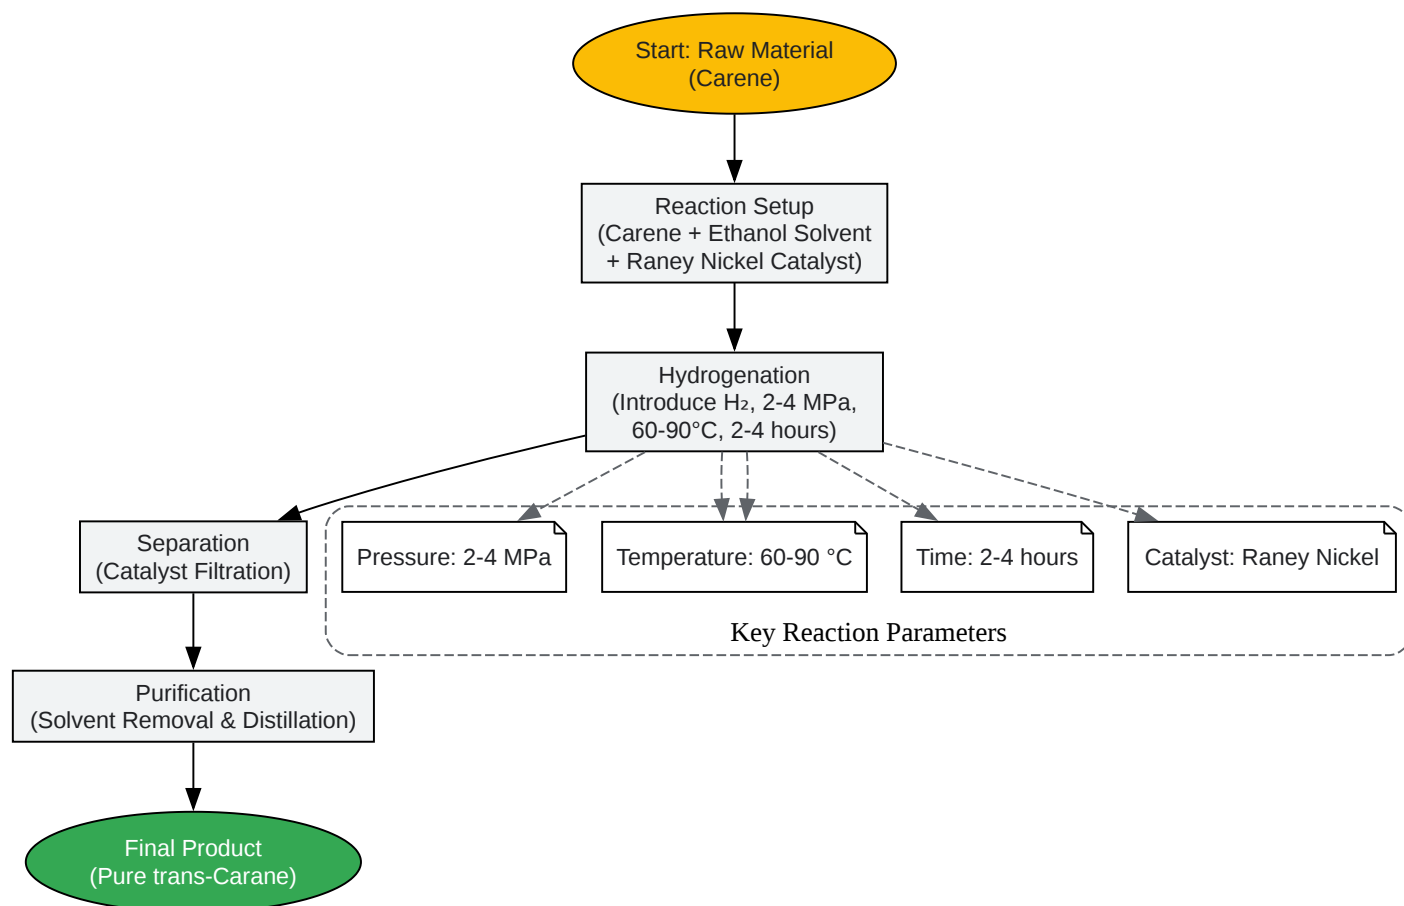 Start: Raw Material
(Carene)
Reaction Setup
(Carene + Ethanol Solvent
+ Raney Nickel Catalyst)
Hydrogenation
(Introduce H₂, 2-4 MPa,
60-90°C, 2-4 hours)
Separation
(Catalyst Filtration)
Pressure: 2-4 MPa
Temperature: 60-90 °C
Time: 2-4 hours
Catalyst: Raney Nickel
Key Reaction Parameters
Purification
(Solvent Removal & Distillation)
Final Product
(Pure trans-Carane)